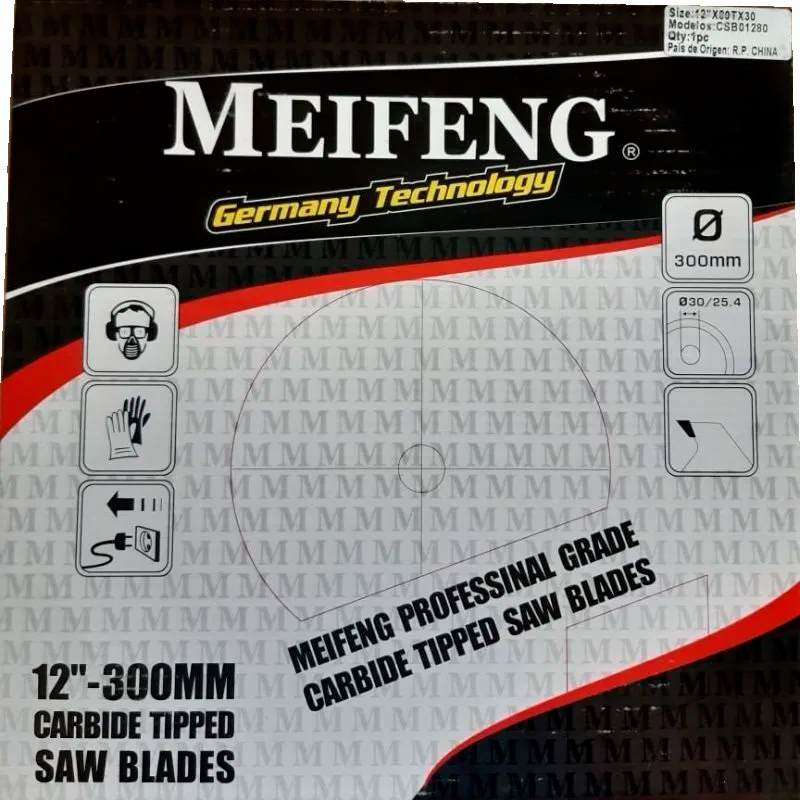 Size:12"X80TX30
Modelos:CSB01280
Qty:1pc
Pais de Origen: R.P. CHINA
MEIFENG®
Germany Technology
Ø
300mm
Ø30/25.4
MEIFENG PROFESSINAL GRADE
CARBIDE TIPPED SAW BLADES
12"-300MM
CARBIDE TIPPED
SAW BLADES